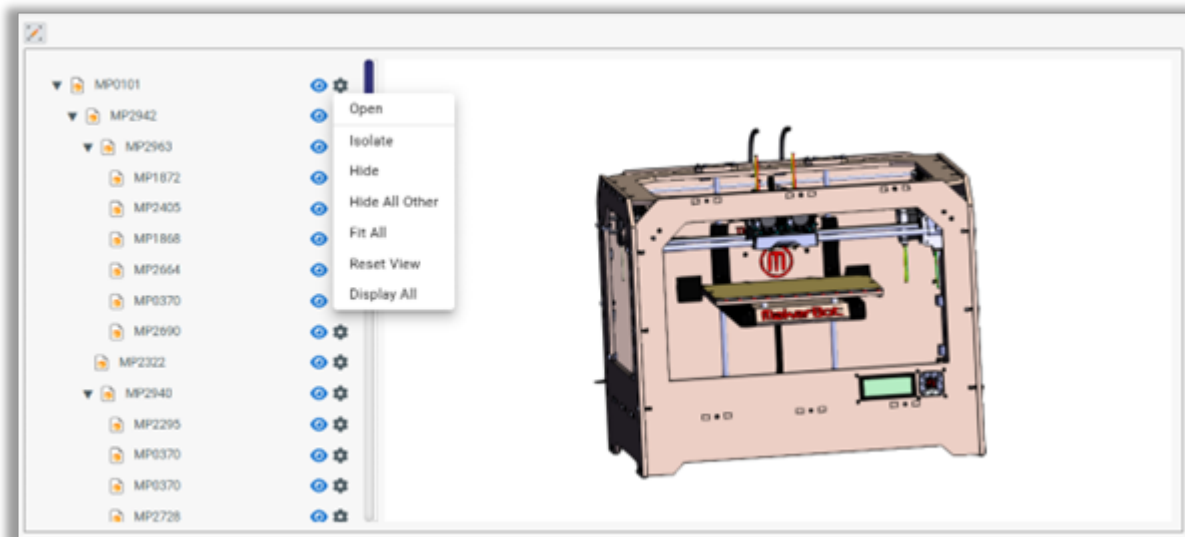 MP0101
MP2942
MP2963
MP1872
MP2405
MP1868
MP2664
MP0370
MP2690
MP2322
MP2940
MP2295
MP0370
MP0370
MP2728
Open
Isolate
Hide
Hide All Other
Fit All
Reset View
Display All
MakerBot